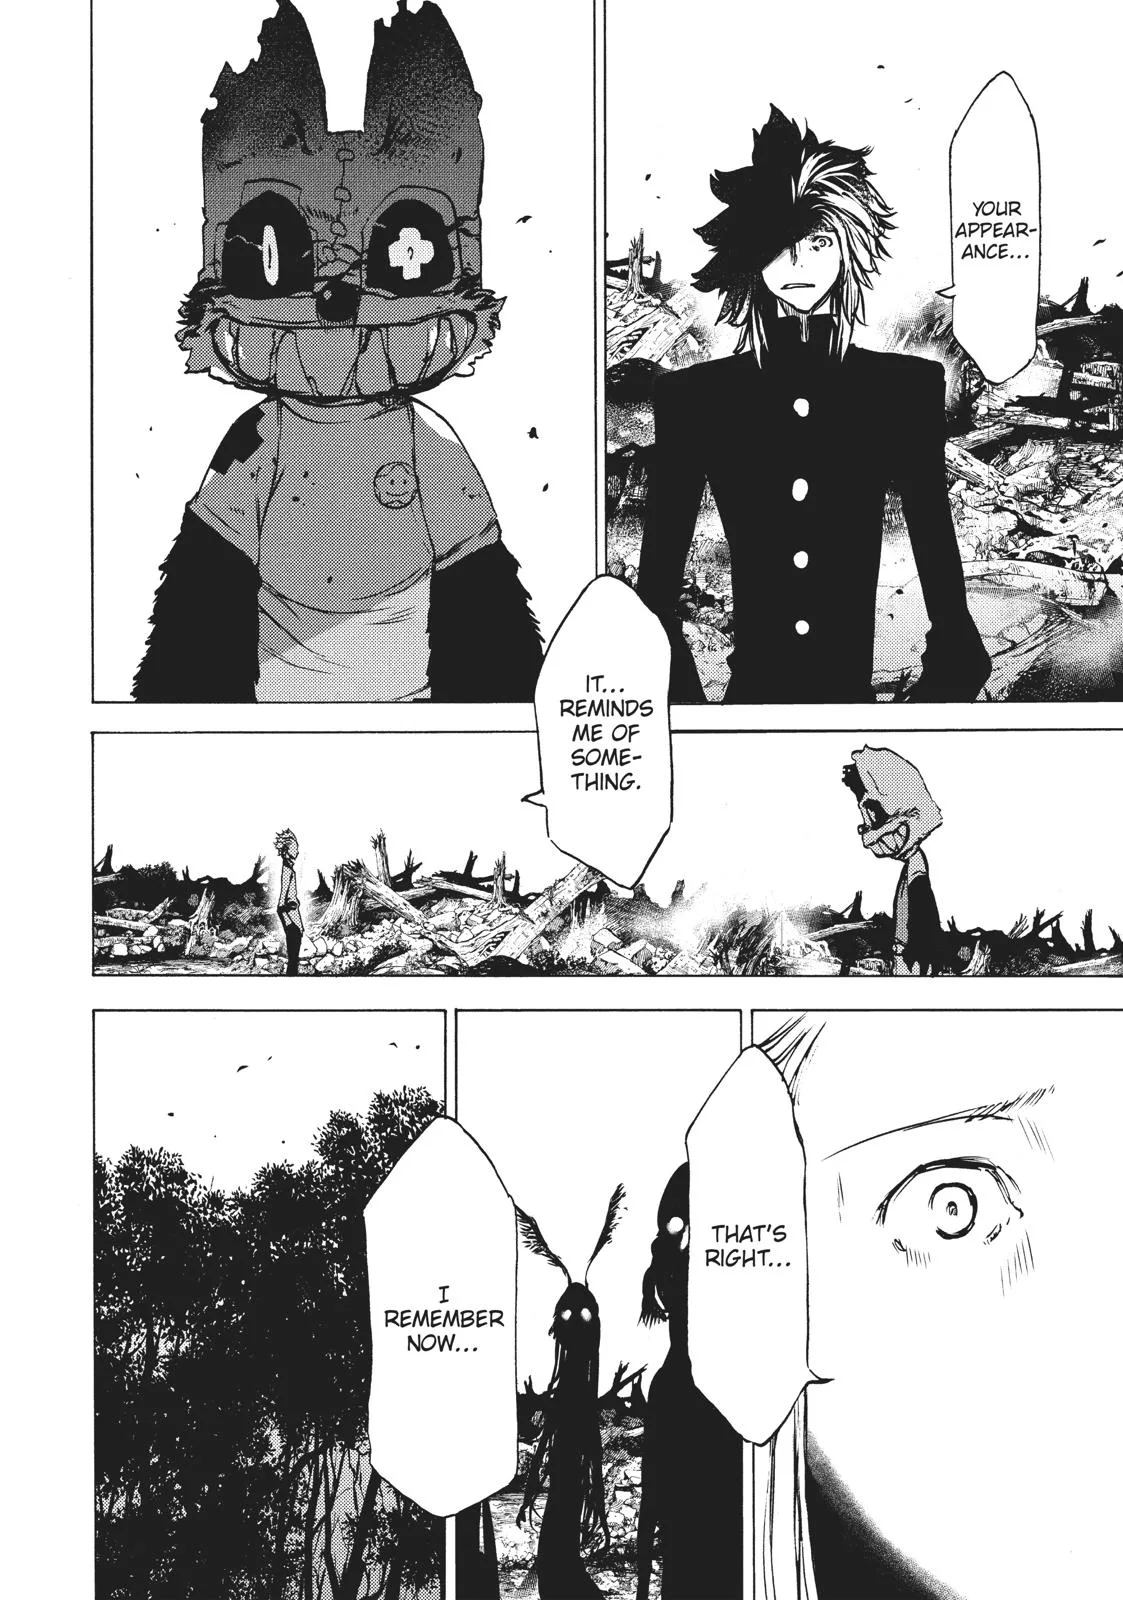 YOUR
APPEAR-
ANCE...
IT...
REMINDS
ME OF
SOME-
THING.
THAT'S
RIGHT...
I
REMEMBER
NOW...